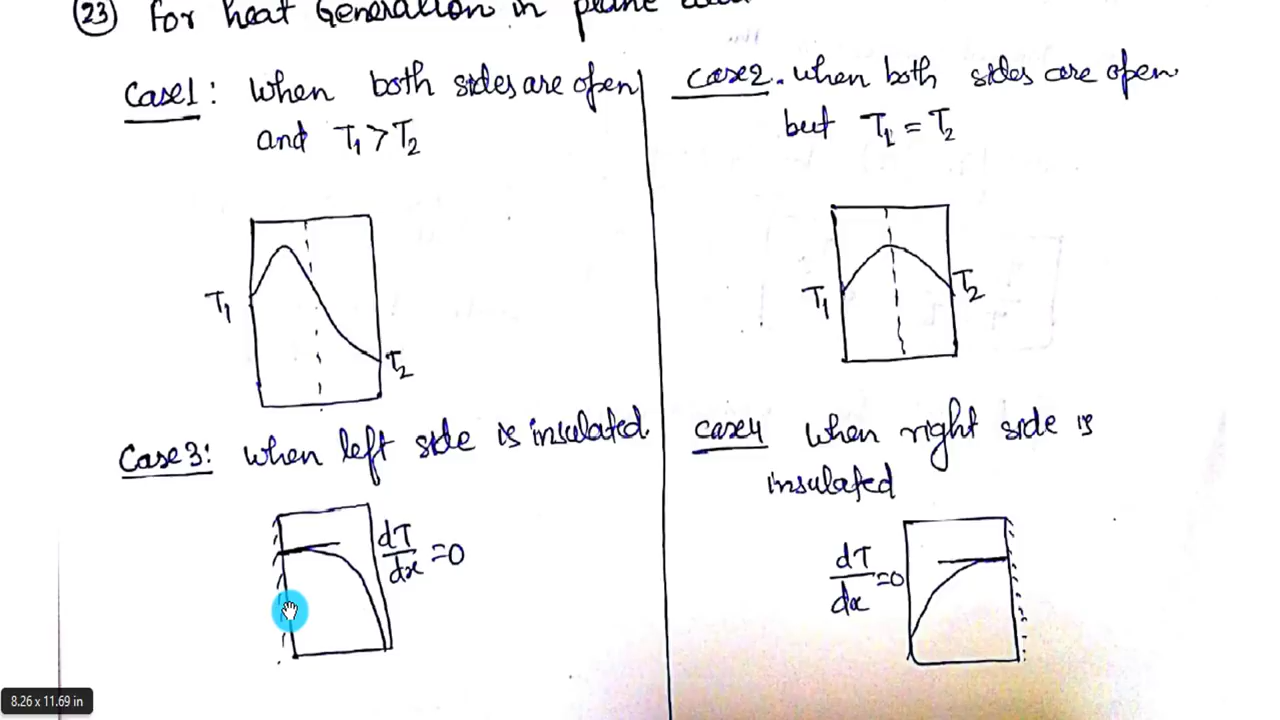 23 For heat Generation in plane wall
Case1: When both sides are open
and T₁ > T₂
T₁
T₂
Case2. when both sides are open
but T₁ = T₂
T₁
T₂
Case3: when left side is insulated
dT/dx = 0
Case4 when right side is
insulated
dT/dx = 0
8.26 x 11.69 in